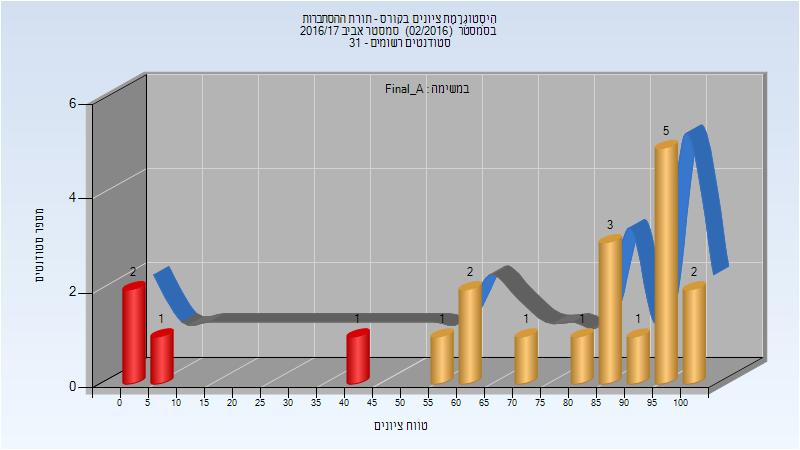 היסטוגרמת ציונים בקורס - תורת ההסתברות
בסמסטר (02/2016) סמסטר אביב 2016/17
סטודנטים רשומים - 31
במשימה : Final_A
מספר סטודנטים
6
4
2
0
2
1
1
1
2
1
1
3
1
5
2
0 5 10 15 20 25 30 35 40 45 50 55 60 65 70 75 80 85 90 95 100
טווח ציונים